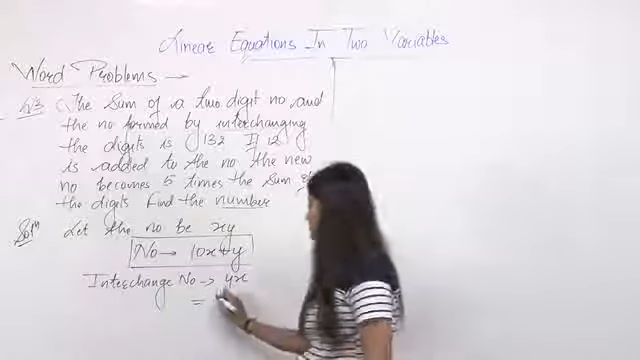 Linear Equations In Two Variables
Word Problems →
The Sum of a two digit no and
the no formed by interchanging
the digits is 132 If 12
is added to the no the new
no becomes 5 times the sum of
the digits Find the number
Solⁿ Let the no be xy
No → 10x+y
Interchange No → yx
=